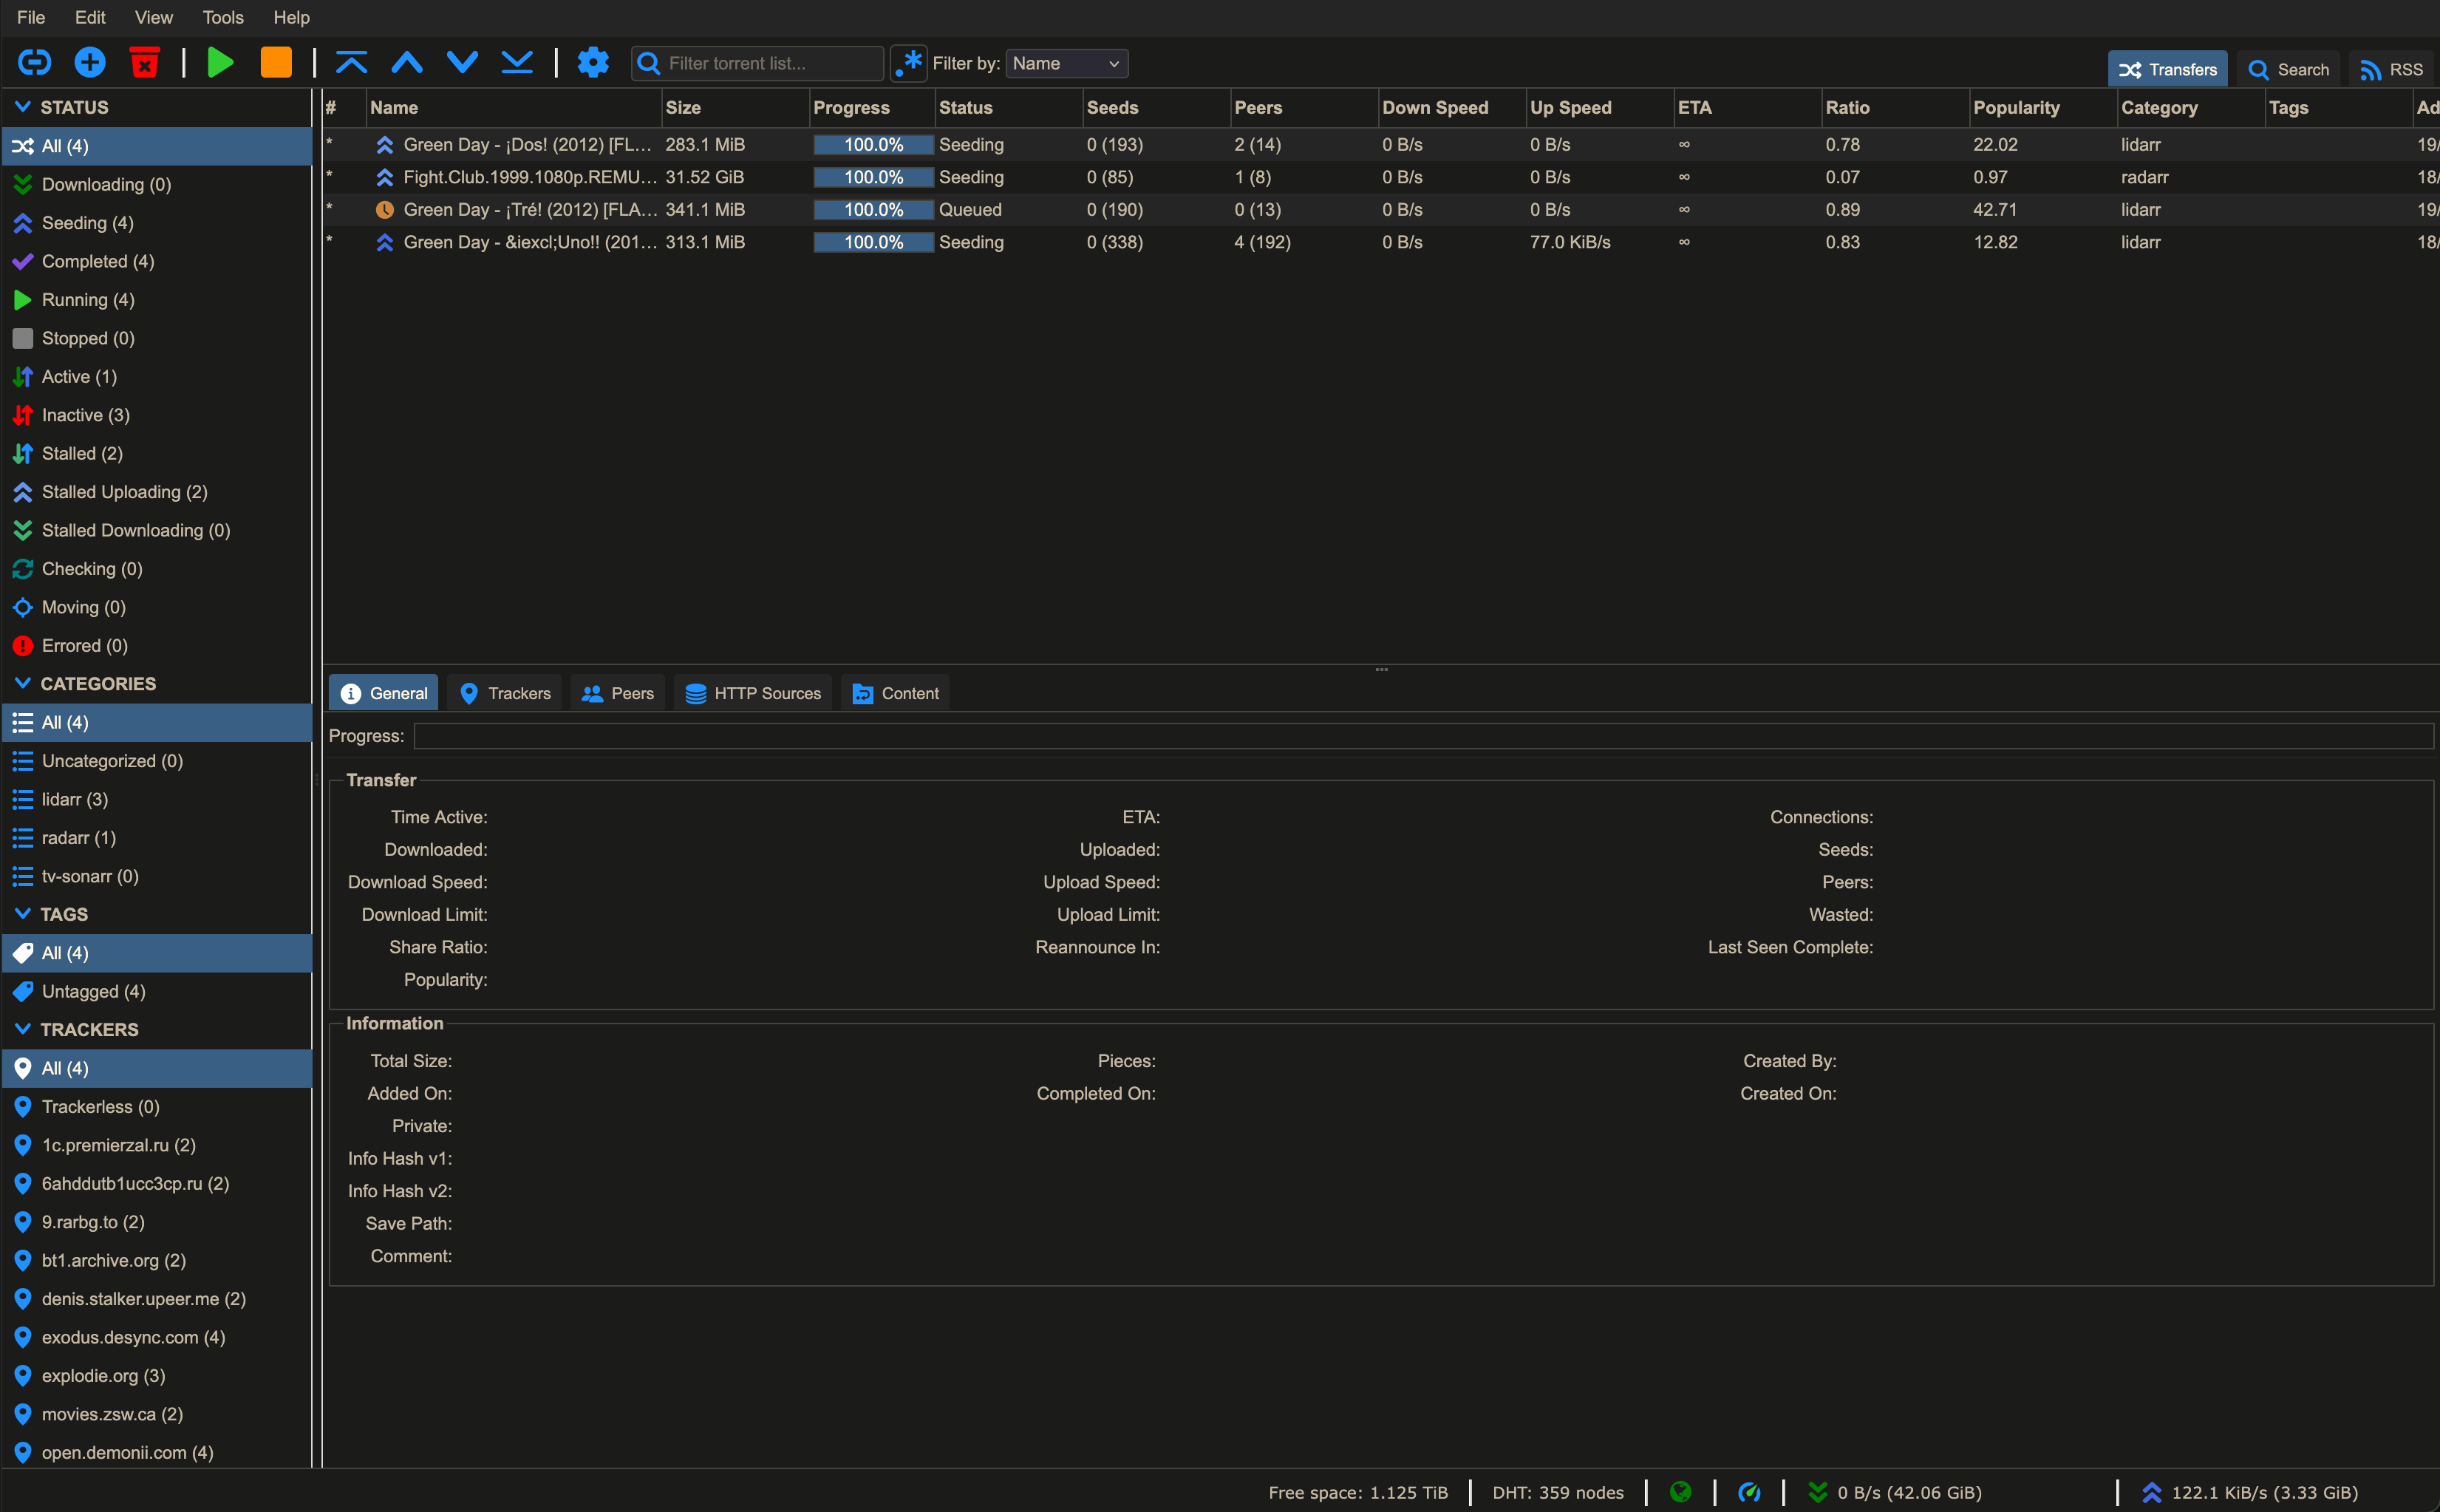 File Edit View Tools Help
Filter torrent list... .* Filter by: Name Transfers Search RSS
STATUS
All (4)
Downloading (0)
Seeding (4)
Completed (4)
Running (4)
Stopped (0)
Active (1)
Inactive (3)
Stalled (2)
Stalled Uploading (2)
Stalled Downloading (0)
Checking (0)
Moving (0)
Errored (0)
CATEGORIES
All (4)
Uncategorized (0)
lidarr (3)
radarr (1)
tv-sonarr (0)
TAGS
All (4)
Untagged (4)
TRACKERS
All (4)
Trackerless (0)
1c.premierzal.ru (2)
6ahddutb1ucc3cp.ru (2)
9.rarbg.to (2)
bt1.archive.org (2)
denis.stalker.upeer.me (2)
exodus.desync.com (4)
explodie.org (3)
movies.zsw.ca (2)
open.demonii.com (4)
# Name Size Progress Status Seeds Peers Down Speed Up Speed ETA Ratio Popularity Category Tags Ad
* Green Day - ¡Dos! (2012) [FL... 283.1 MiB 100.0% Seeding 0 (193) 2 (14) 0 B/s 0 B/s ∞ 0.78 22.02 lidarr 19/
* Fight.Club.1999.1080p.REMU... 31.52 GiB 100.0% Seeding 0 (85) 1 (8) 0 B/s 0 B/s ∞ 0.07 0.97 radarr 18/
* Green Day - ¡Tré! (2012) [FLA... 341.1 MiB 100.0% Queued 0 (190) 0 (13) 0 B/s 0 B/s ∞ 0.89 42.71 lidarr 19/
* Green Day - &iexcl;Uno!! (201... 313.1 MiB 100.0% Seeding 0 (338) 4 (192) 0 B/s 77.0 KiB/s ∞ 0.83 12.82 lidarr 18/
General Trackers Peers HTTP Sources Content
Progress:
Transfer
Time Active: ETA: Connections:
Downloaded: Uploaded: Seeds:
Download Speed: Upload Speed: Peers:
Download Limit: Upload Limit: Wasted:
Share Ratio: Reannounce In: Last Seen Complete:
Popularity:
Information
Total Size: Pieces: Created By:
Added On: Completed On: Created On:
Private:
Info Hash v1:
Info Hash v2:
Save Path:
Comment:
Free space: 1.125 TiB DHT: 359 nodes 0 B/s (42.06 GiB) 122.1 KiB/s (3.33 GiB)